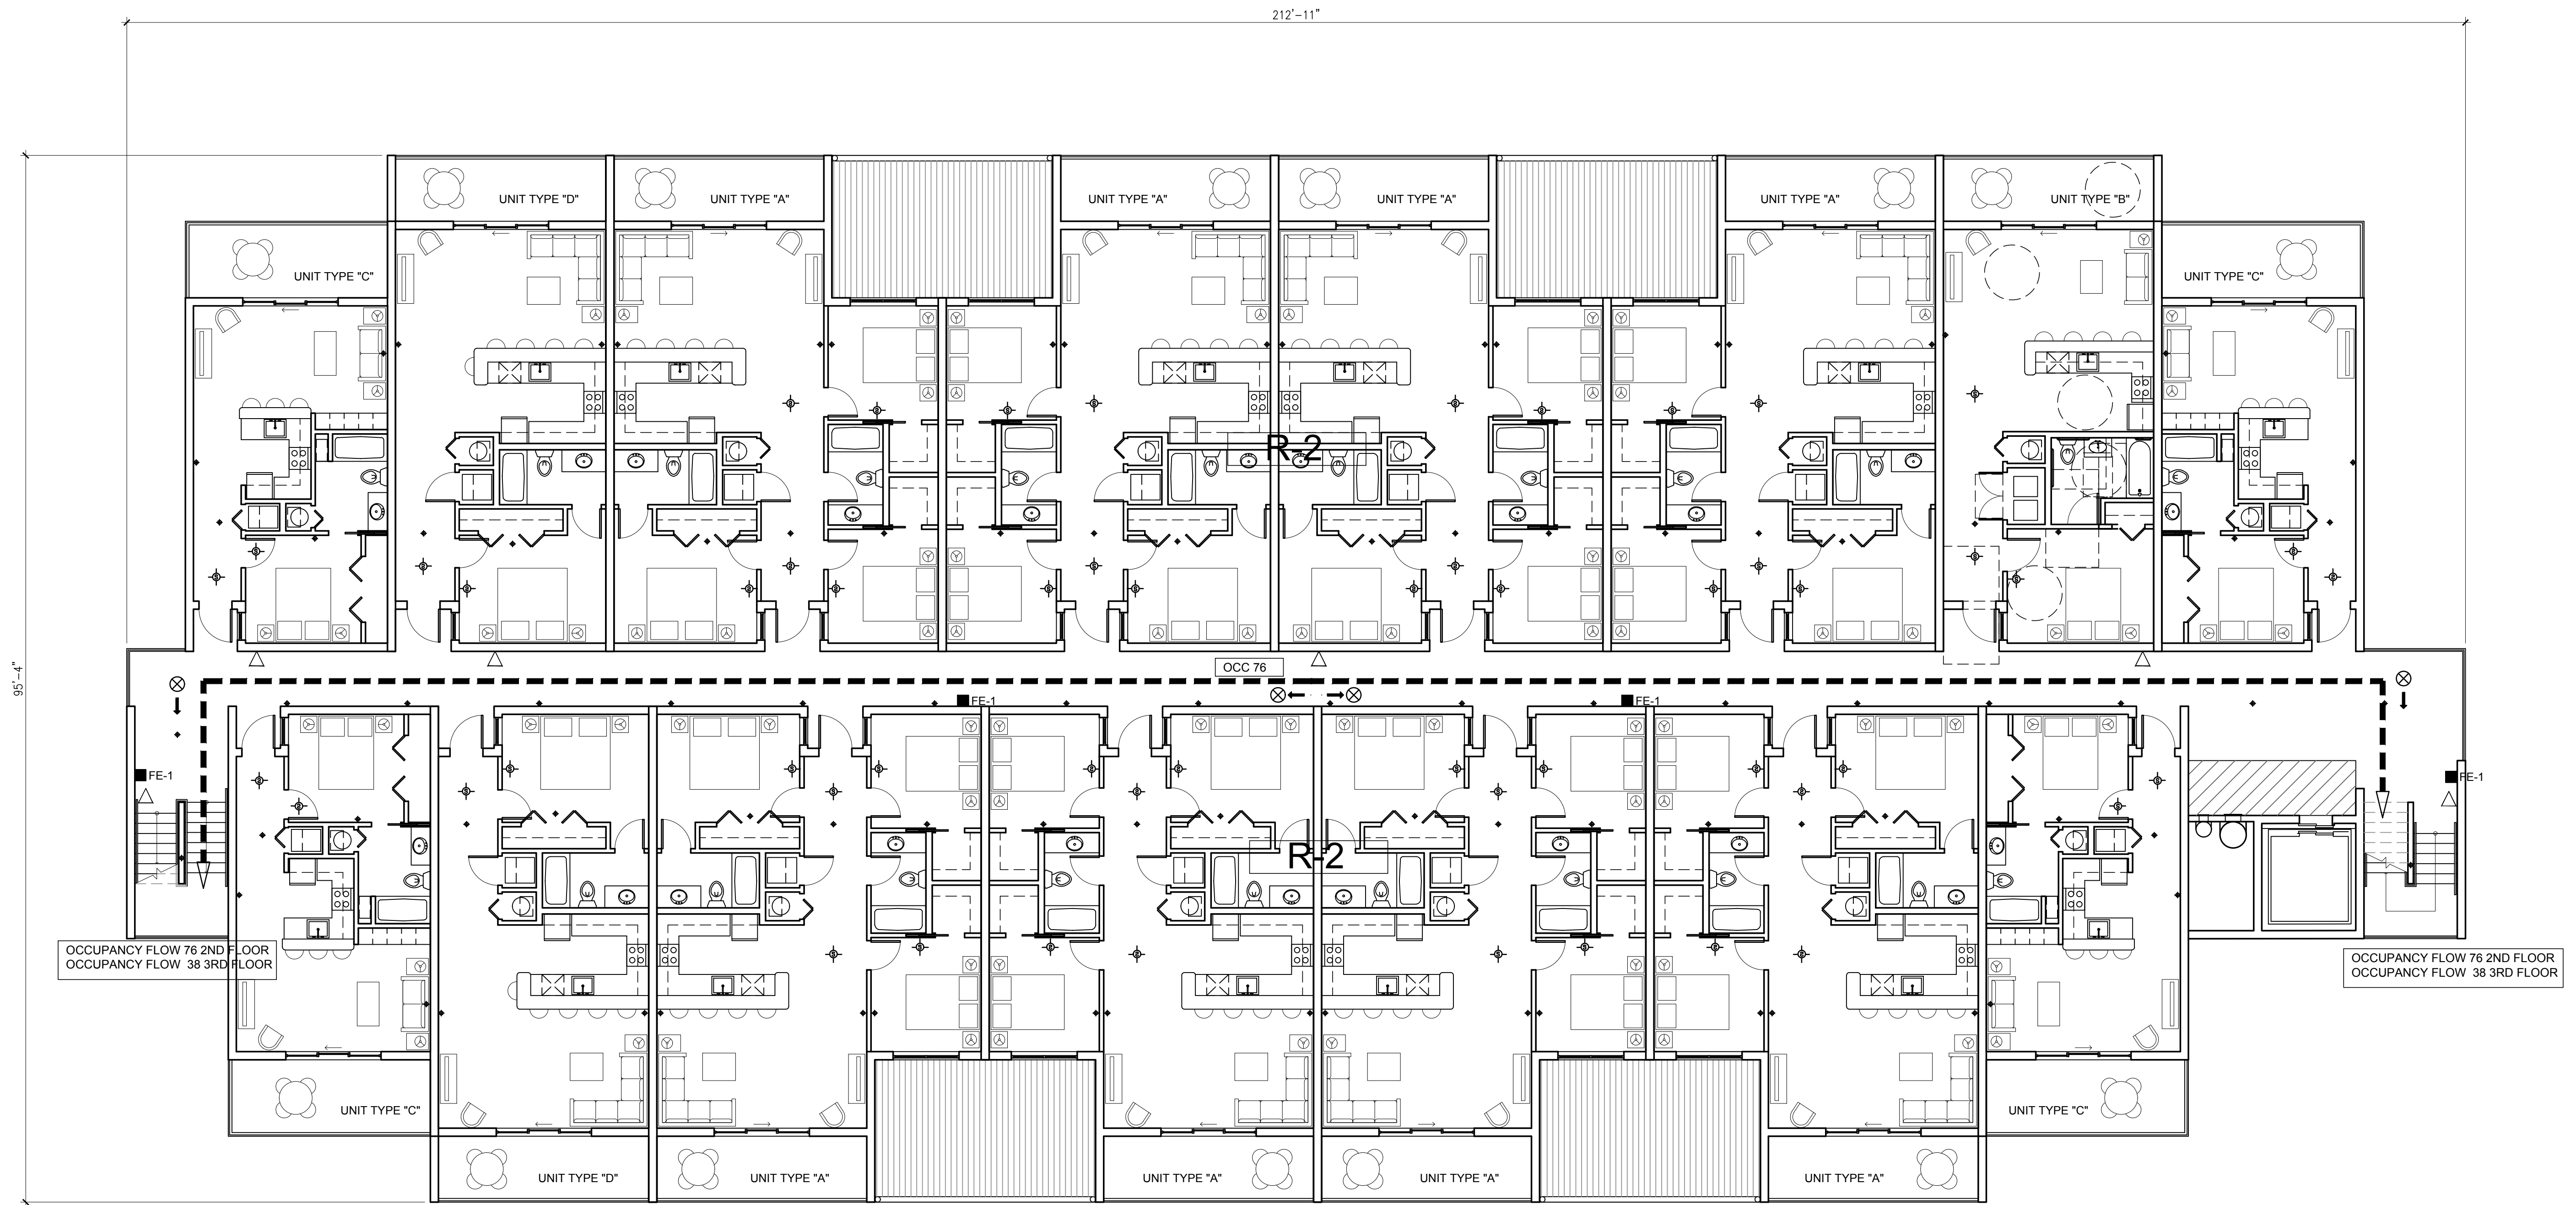 212'-11"
UNIT TYPE "D"
UNIT TYPE "A"
UNIT TYPE "A"
UNIT TYPE "A"
UNIT TYPE "A"
UNIT TYPE "B"
UNIT TYPE "C"
UNIT TYPE "C"
R-2
95'-4"
OCC 76
FE-1
FE-1
FE-1
FE-1
R-2
OCCUPANCY FLOW 76 2ND FLOOR
OCCUPANCY FLOW 38 3RD FLOOR
OCCUPANCY FLOW 76 2ND FLOOR
OCCUPANCY FLOW 38 3RD FLOOR
UNIT TYPE "C"
UNIT TYPE "C"
UNIT TYPE "D"
UNIT TYPE "A"
UNIT TYPE "A"
UNIT TYPE "A"
UNIT TYPE "A"